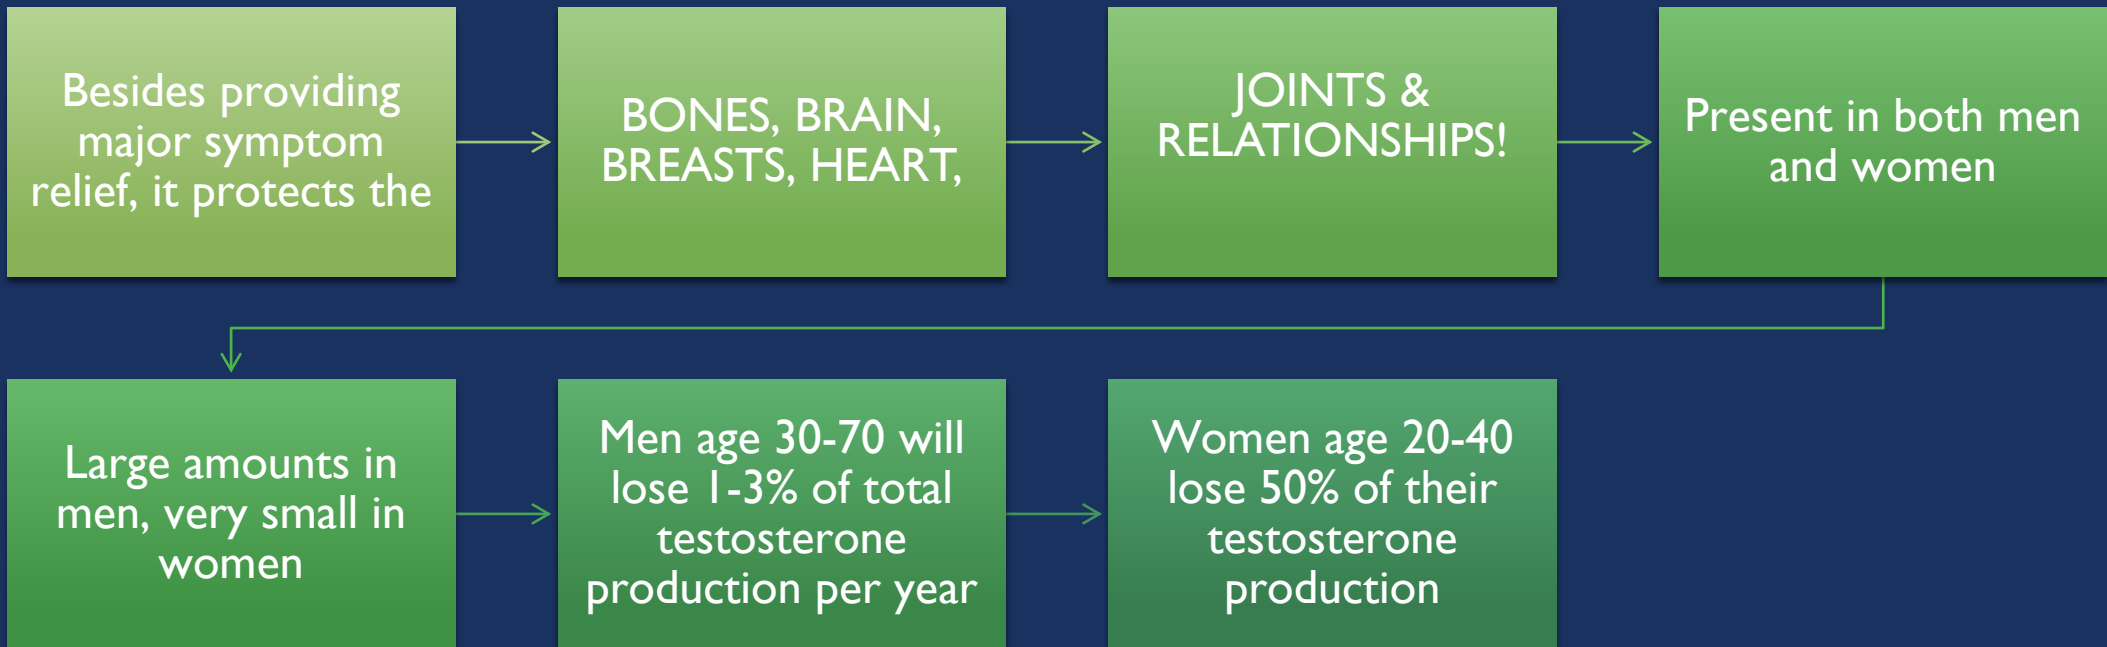 Besides providing
major symptom
relief, it protects the
BONES, BRAIN,
BREASTS, HEART,
JOINTS &
RELATIONSHIPS!
Present in both men
and women
Large amounts in
men, very small in
women
Men age 30-70 will
lose 1-3% of total
testosterone
production per year
Women age 20-40
lose 50% of their
testosterone
production